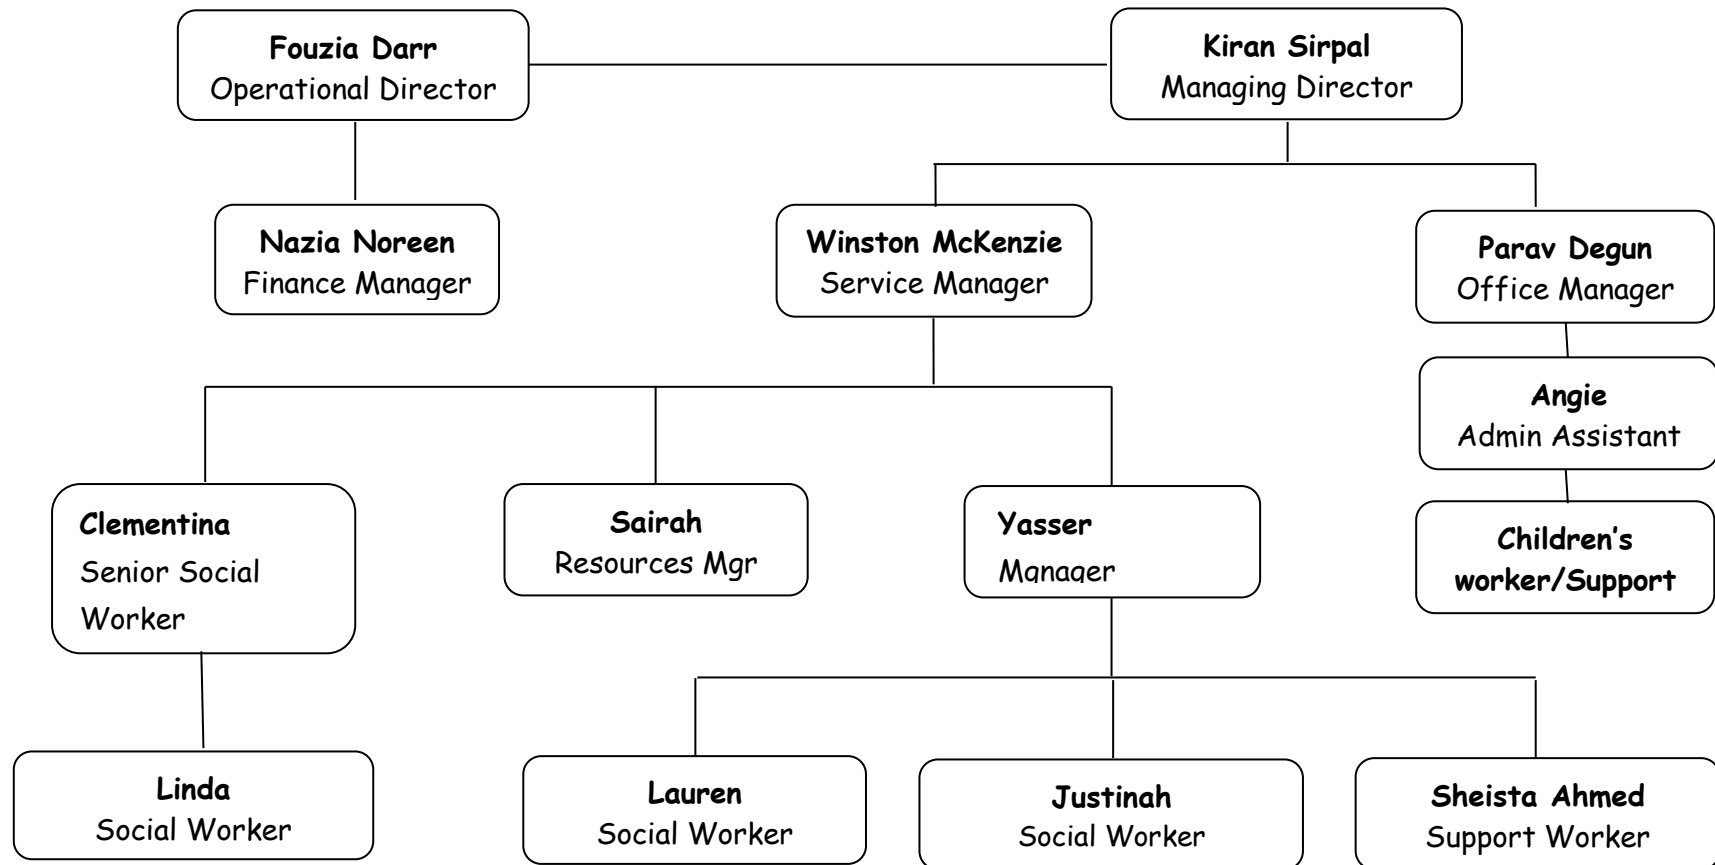 Fouzia Darr
Operational Director
Kiran Sirpal
Managing Director
Nazia Noreen
Finance Manager
Winston McKenzie
Service Manager
Parav Degun
Office Manager
Angie
Admin Assistant
Clementina
Senior Social
Worker
Sairah
Resources Mgr
Yasser
Manager
Children’s
worker/Support
Linda
Social Worker
Lauren
Social Worker
Justinah
Social Worker
Sheista Ahmed
Support Worker